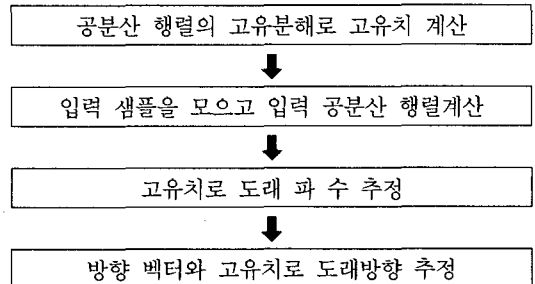 공분산 행렬의 고유분해로 고유치 계산
입력 샘플을 모으고 입력 공분산 행렬계산
고유치로 도래 파 수 추정
방향 벡터와 고유치로 도래방향 추정